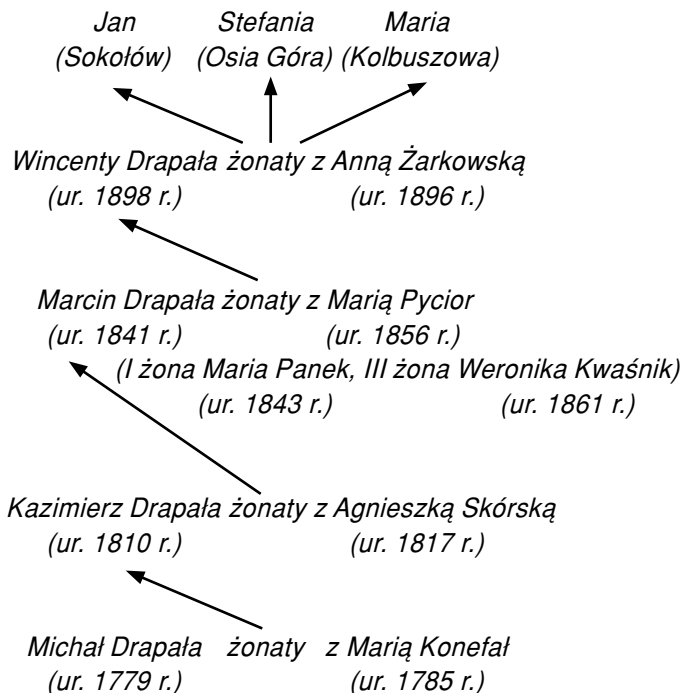 Jan Stefania Maria
(Sokołów) (Osia Góra) (Kolbuszowa)
Wincenty Drapała żonaty z Anną Żarkowską
(ur. 1898 r.) (ur. 1896 r.)
Marcin Drapała żonaty z Marią Pycior
(ur. 1841 r.) (ur. 1856 r.)
(I żona Maria Panek, III żona Weronika Kwaśnik)
(ur. 1843 r.) (ur. 1861 r.)
Kazimierz Drapała żonaty z Agnieszką Skórską
(ur. 1810 r.) (ur. 1817 r.)
Michał Drapała żonaty z Marią Konefał
(ur. 1779 r.) (ur. 1785 r.)